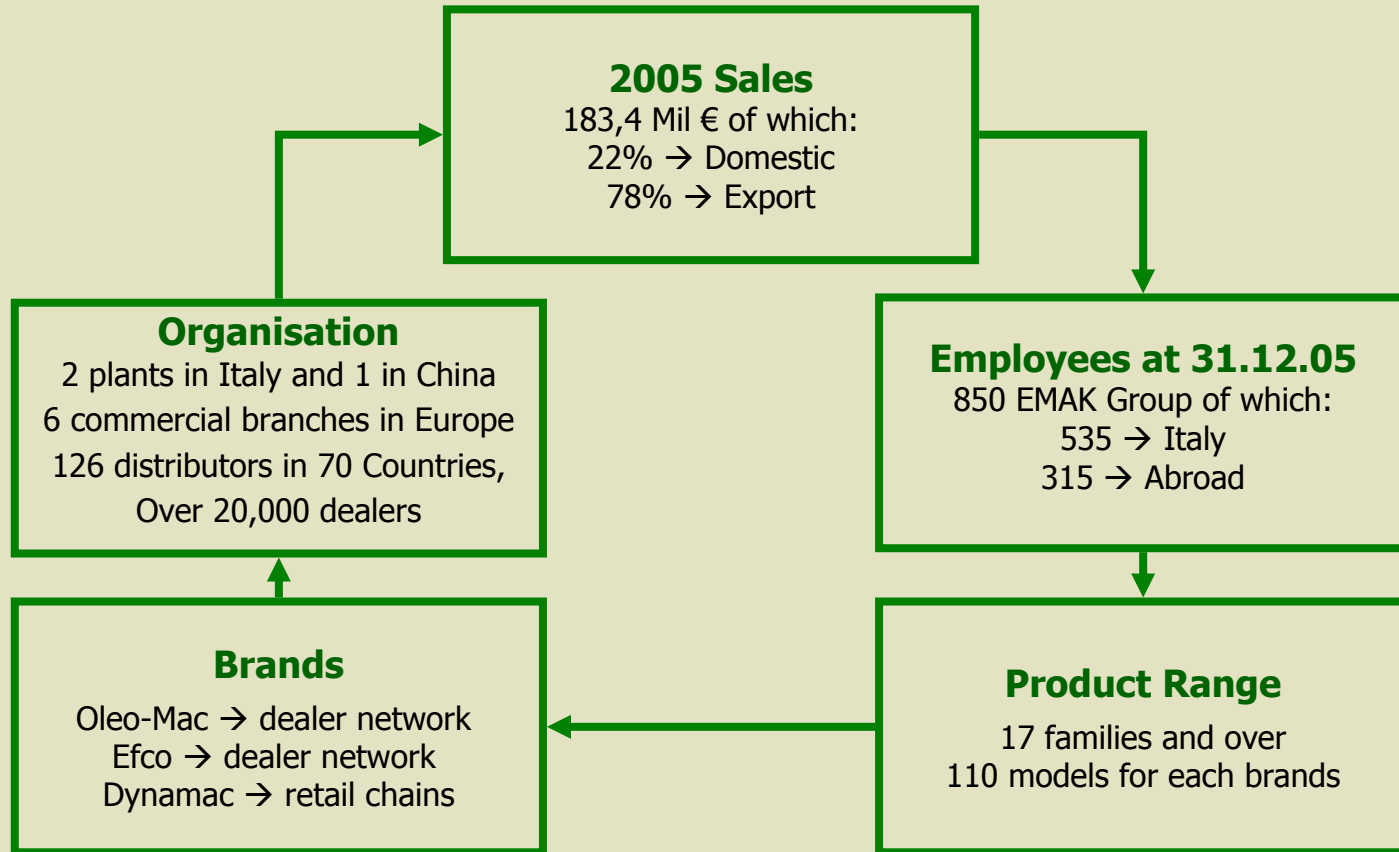 2005 Sales
183,4 Mil € of which:
22% → Domestic
78% → Export
Employees at 31.12.05
850 EMAK Group of which:
535 → Italy
315 → Abroad
Product Range
17 families and over
110 models for each brands
Brands
Oleo-Mac → dealer network
Efco → dealer network
Dynamac → retail chains
Organisation
2 plants in Italy and 1 in China
6 commercial branches in Europe
126 distributors in 70 Countries,
Over 20,000 dealers